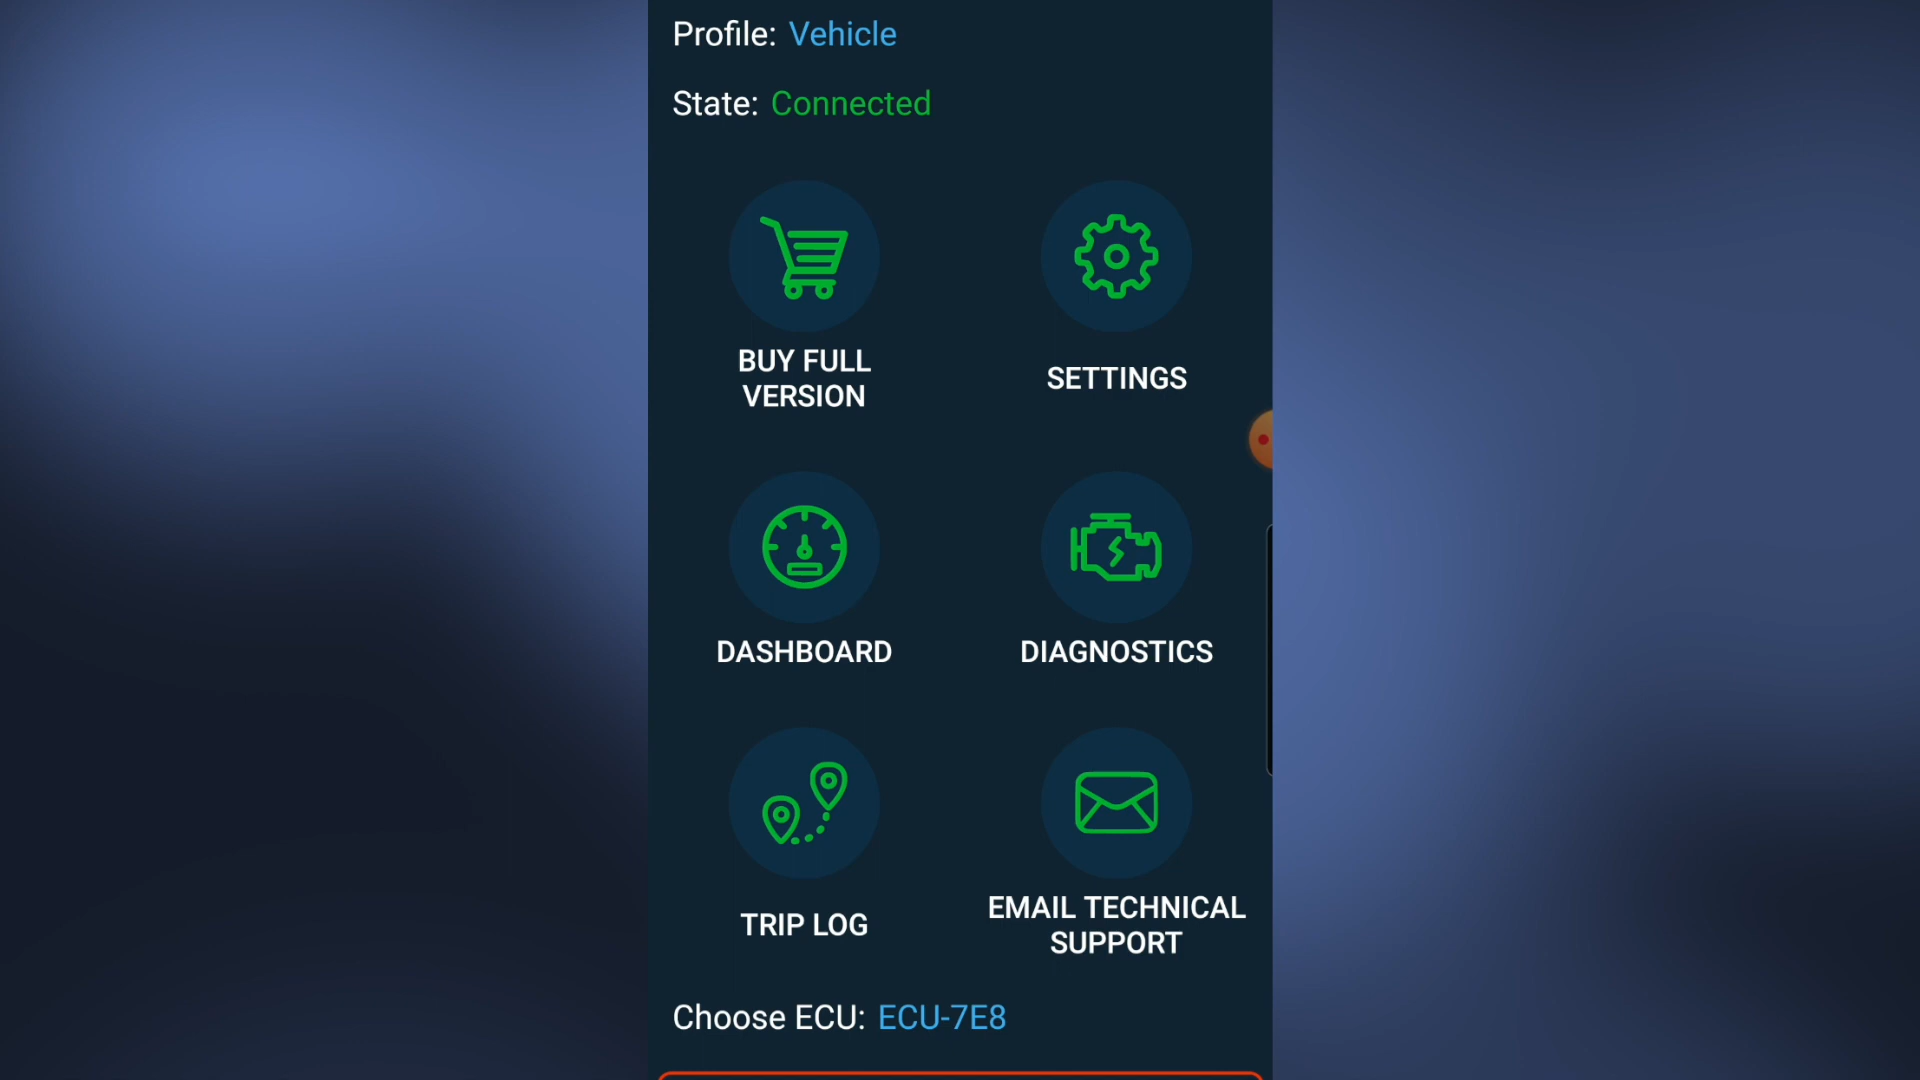 Profile: Vehicle
State: Connected
BUY FULL
VERSION
SETTINGS
DASHBOARD
DIAGNOSTICS
TRIP LOG
EMAIL TECHNICAL
SUPPORT
Choose ECU: ECU-7E8